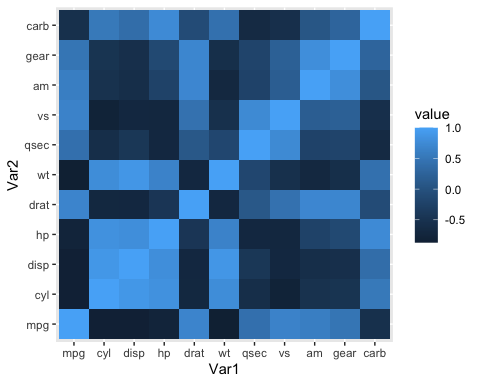 carb
gear
am
vs
qsec
wt
drat
hp
disp
cyl
mpg
Var2
mpg cyl disp hp drat wt qsec vs am gear carb
Var1
value
1.0
0.5
0.0
-0.5